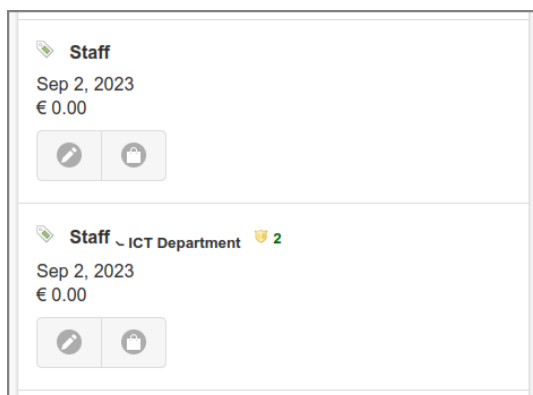 Staff
Sep 2, 2023
€ 0.00
Staff ICT Department 2
Sep 2, 2023
€ 0.00